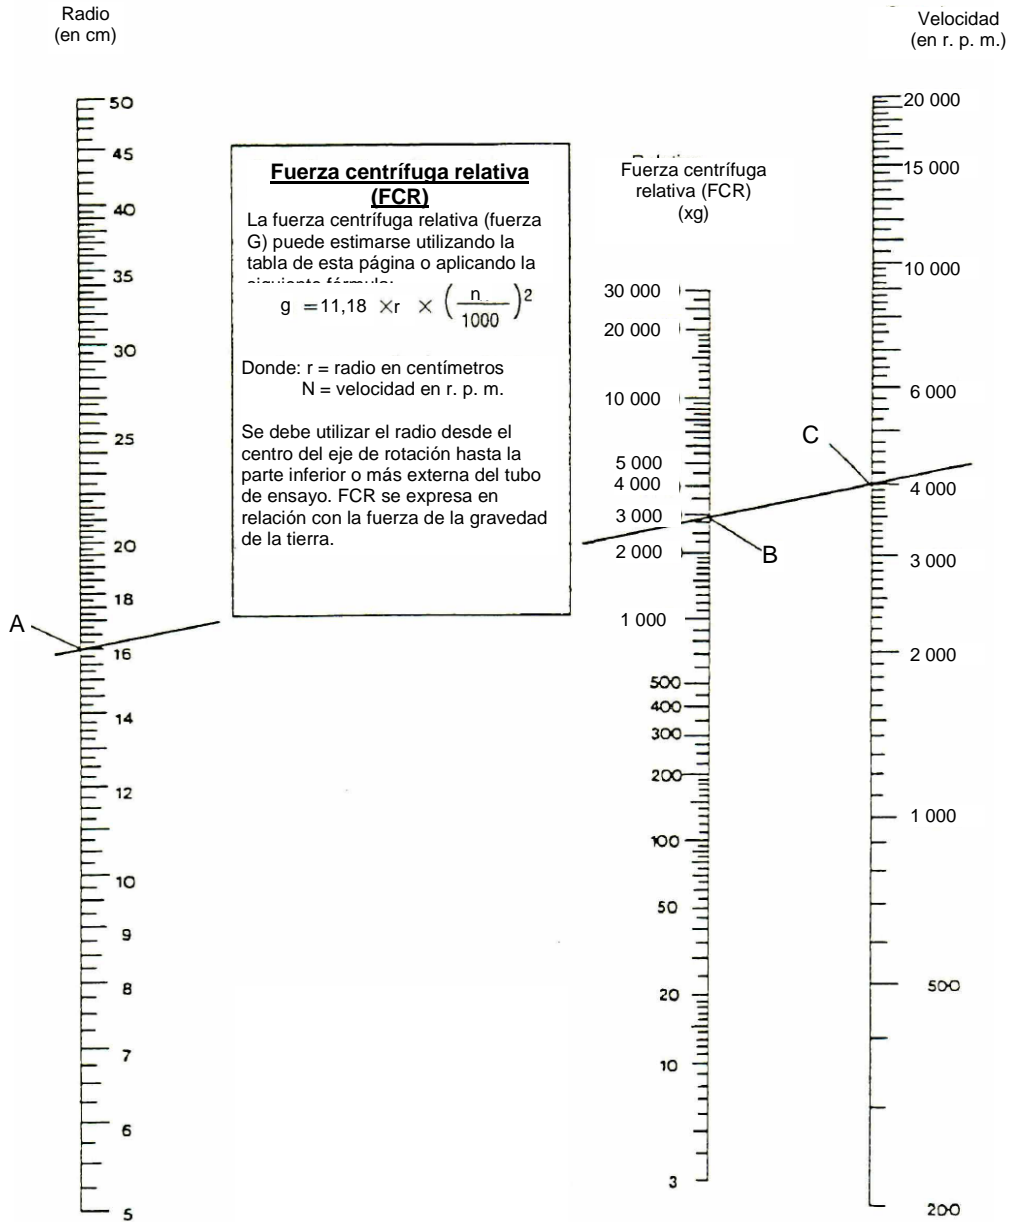 Radio
(en cm)
50
45
40
35
30
25
20
18
16
14
12
10
9
8
7
6
5
A
Fuerza centrífuga relativa
(FCR)
La fuerza centrífuga relativa (fuerza
G) puede estimarse utilizando la
tabla de esta página o aplicando la
siguiente fórmula:
g = 11,18 × r × ( n / 1000 )²
Donde: r = radio en centímetros
N = velocidad en r. p. m.
Se debe utilizar el radio desde el
centro del eje de rotación hasta la
parte inferior o más externa del tubo
de ensayo. FCR se expresa en
relación con la fuerza de la gravedad
de la tierra.
Fuerza centrífuga
relativa (FCR)
(xg)
30 000
20 000
10 000
5 000
4 000
3 000
2 000
1 000
500
400
300
200
100
50
20
10
3
B
Velocidad
(en r. p. m.)
20 000
15 000
10 000
6 000
4 000
3 000
2 000
1 000
500
200
C